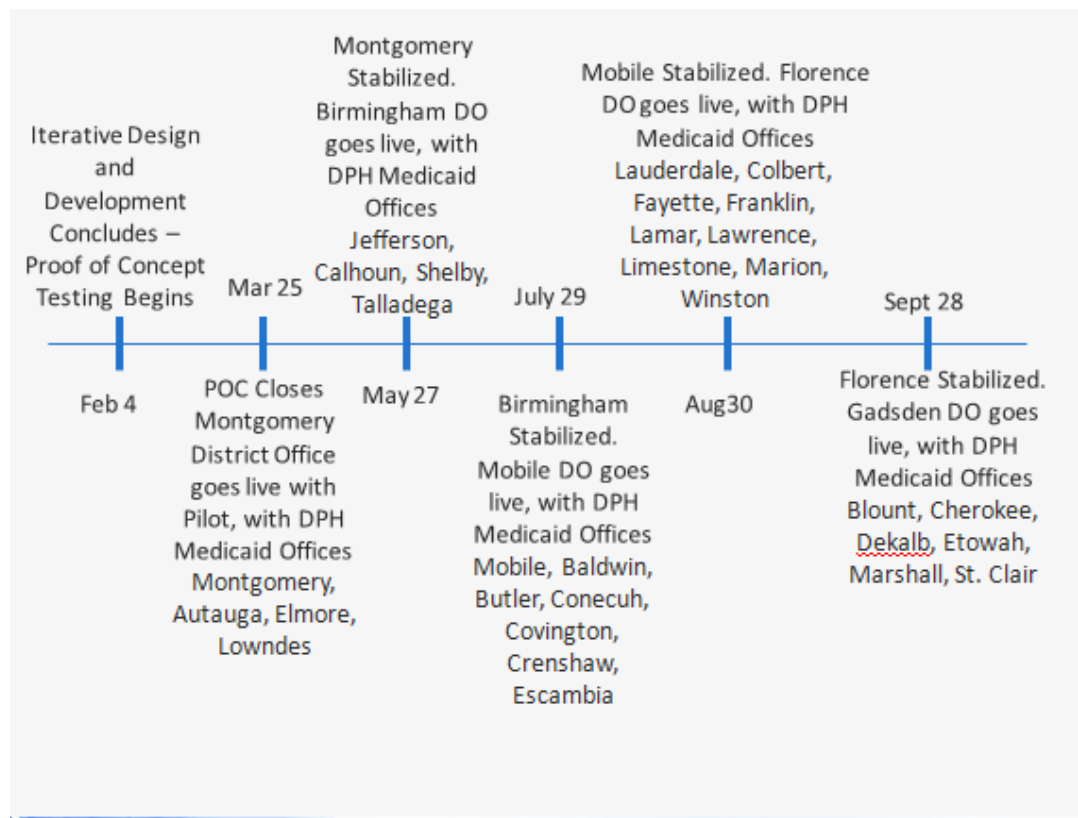 Iterative Design
and
Development
Concludes –
Proof of Concept
Testing Begins
Feb 4
Mar 25
POC Closes
Montgomery
District Office
goes live with
Pilot, with DPH
Medicaid Offices
Montgomery,
Autauga, Elmore,
Lowndes
Montgomery
Stabilized.
Birmingham DO
goes live, with
DPH Medicaid
Offices
Jefferson,
Calhoun, Shelby,
Talladega
May 27
July 29
Birmingham
Stabilized.
Mobile DO goes
live, with DPH
Medicaid Offices
Mobile, Baldwin,
Butler, Conecuh,
Covington,
Crenshaw,
Escambia
Mobile Stabilized. Florence
DO goes live, with DPH
Medicaid Offices
Lauderdale, Colbert,
Fayette, Franklin,
Lamar, Lawrence,
Limestone, Marion,
Winston
Aug30
Sept 28
Florence Stabilized.
Gadsden DO goes
live, with DPH
Medicaid Offices
Blount, Cherokee,
Dekalb, Etowah,
Marshall, St. Clair